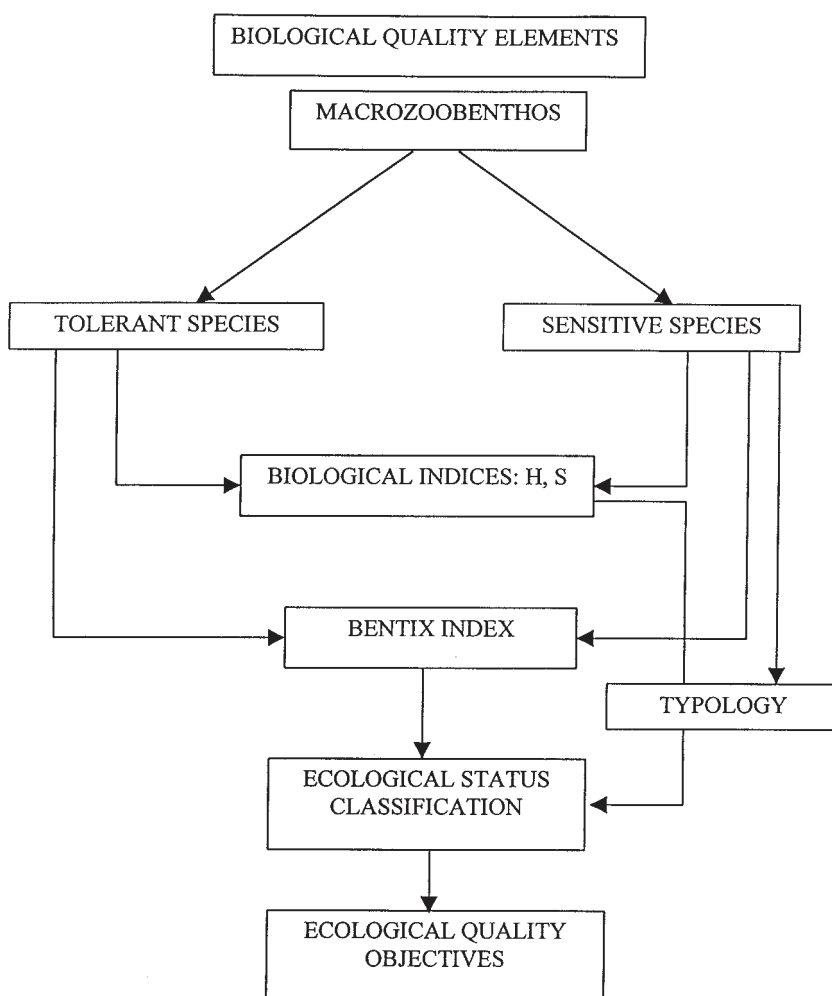 BIOLOGICAL QUALITY ELEMENTS
MACROZOOBENTHOS
TOLERANT SPECIES
SENSITIVE SPECIES
BIOLOGICAL INDICES: H, S
BENTIX INDEX
TYPOLOGY
ECOLOGICAL STATUS
CLASSIFICATION
ECOLOGICAL QUALITY
OBJECTIVES